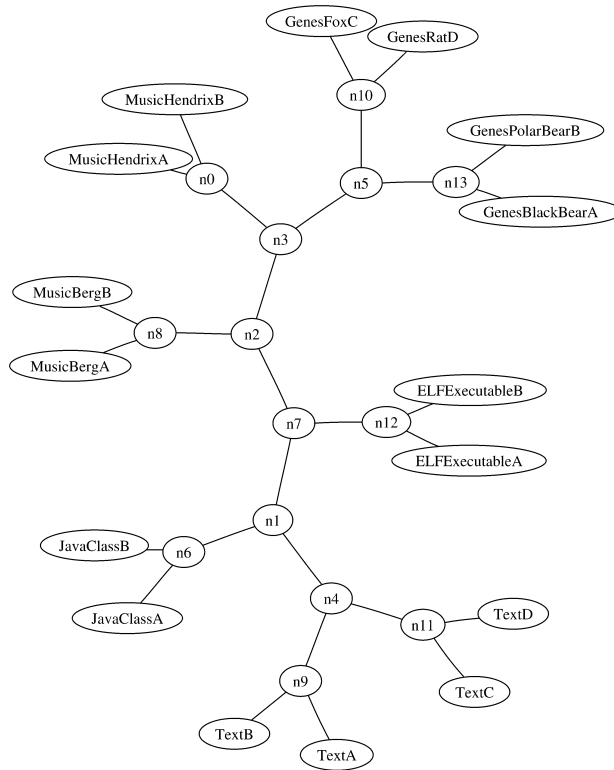 GenesFoxC
GenesRatD
n10
MusicHendrixB
MusicHendrixA
n0
n5
n13
GenesPolarBearB
GenesBlackBearA
n3
MusicBergB
n8
n2
MusicBergA
ELFExecutableB
n7
n12
ELFExecutableA
n1
JavaClassB
n6
JavaClassA
n4
n11
TextD
TextC
n9
TextB
TextA